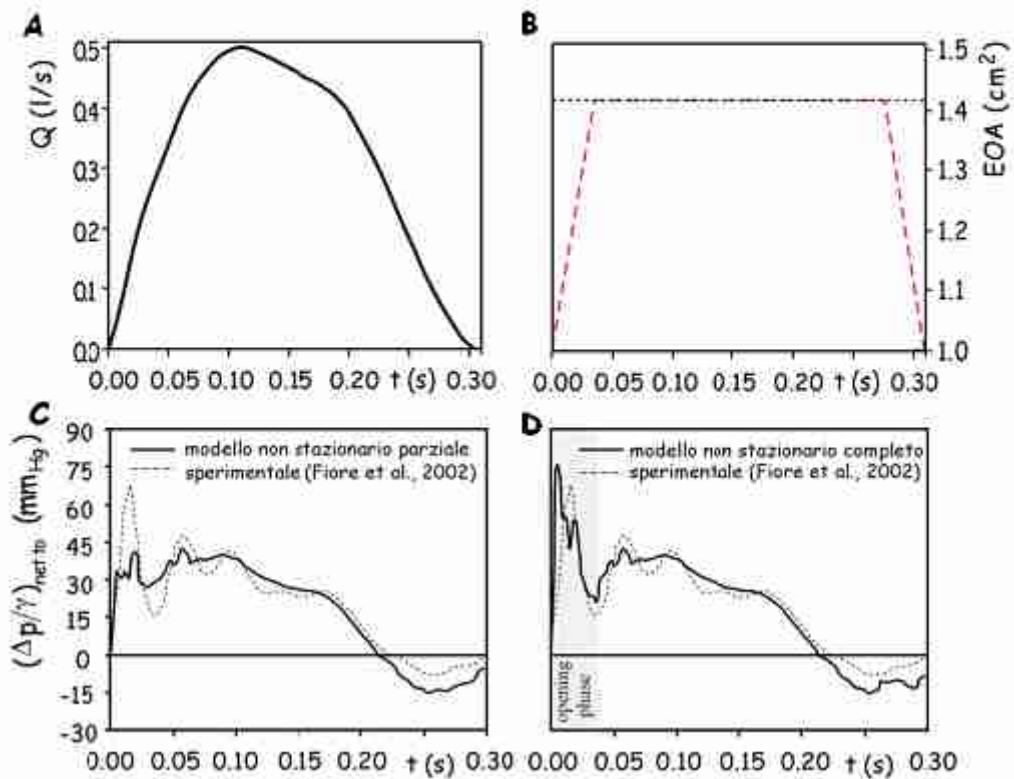 A
Q (l/s)
0.5
0.4
0.3
0.2
0.1
0.0
0.00 0.05 0.10 0.20 t (s) 0.30
B
EOA (cm²)
1.5
1.4
1.3
1.2
1.1
1.0
0.00 0.05 0.10 0.15 0.20 t (s) 0.30
C
(Δp/γ)net to (mmHg)
90
75
60
45
30
15
0
-15
-30
modello non stazionario parziale
sperimentale (Fiore et al., 2002)
0.00 0.05 0.10 0.15 0.20 t (s) 0.30
D
modello non stazionario completo
sperimentale (Fiore et al., 2002)
opening
phase
0.00 0.05 0.10 0.15 0.20 t (s) 0.30